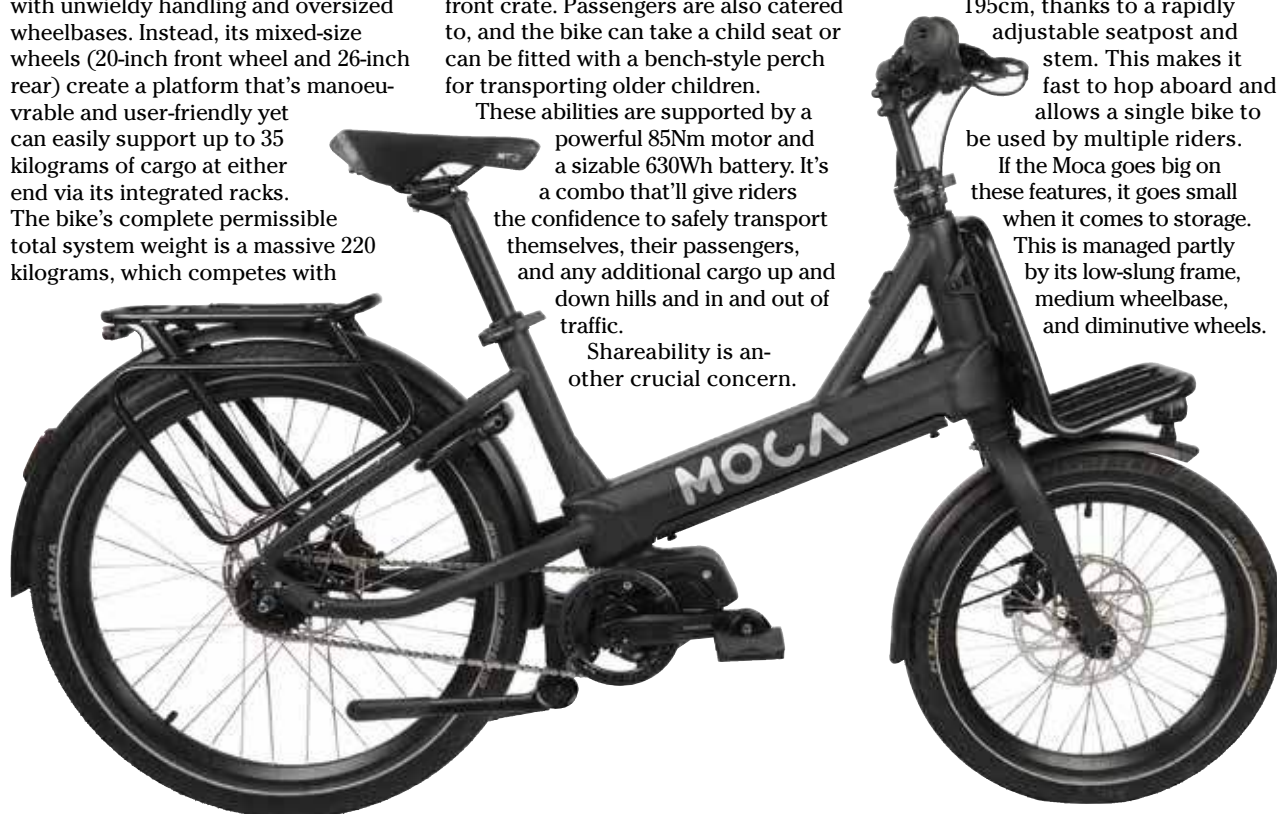 with unwieldy handling and oversized
wheelbases. Instead, its mixed-size
wheels (20-inch front wheel and 26-inch
rear) create a platform that's manoeu-
vrable and user-friendly yet
can easily support up to 35
kilograms of cargo at either
end via its integrated racks.
The bike's complete permissible
total system weight is a massive 220
kilograms, which competes with
front crate. Passengers are also catered
to, and the bike can take a child seat or
can be fitted with a bench-style perch
for transporting older children.
These abilities are supported by a
powerful 85Nm motor and
a sizable 630Wh battery. It's
a combo that'll give riders
the confidence to safely transport
themselves, their passengers,
and any additional cargo up and
down hills and in and out of
traffic.
Shareability is an-
other crucial concern.
195cm, thanks to a rapidly
adjustable seatpost and
stem. This makes it
fast to hop aboard and
allows a single bike to
be used by multiple riders.
If the Moca goes big on
these features, it goes small
when it comes to storage.
This is managed partly
by its low-slung frame,
medium wheelbase,
and diminutive wheels.
MOCA
KENDA